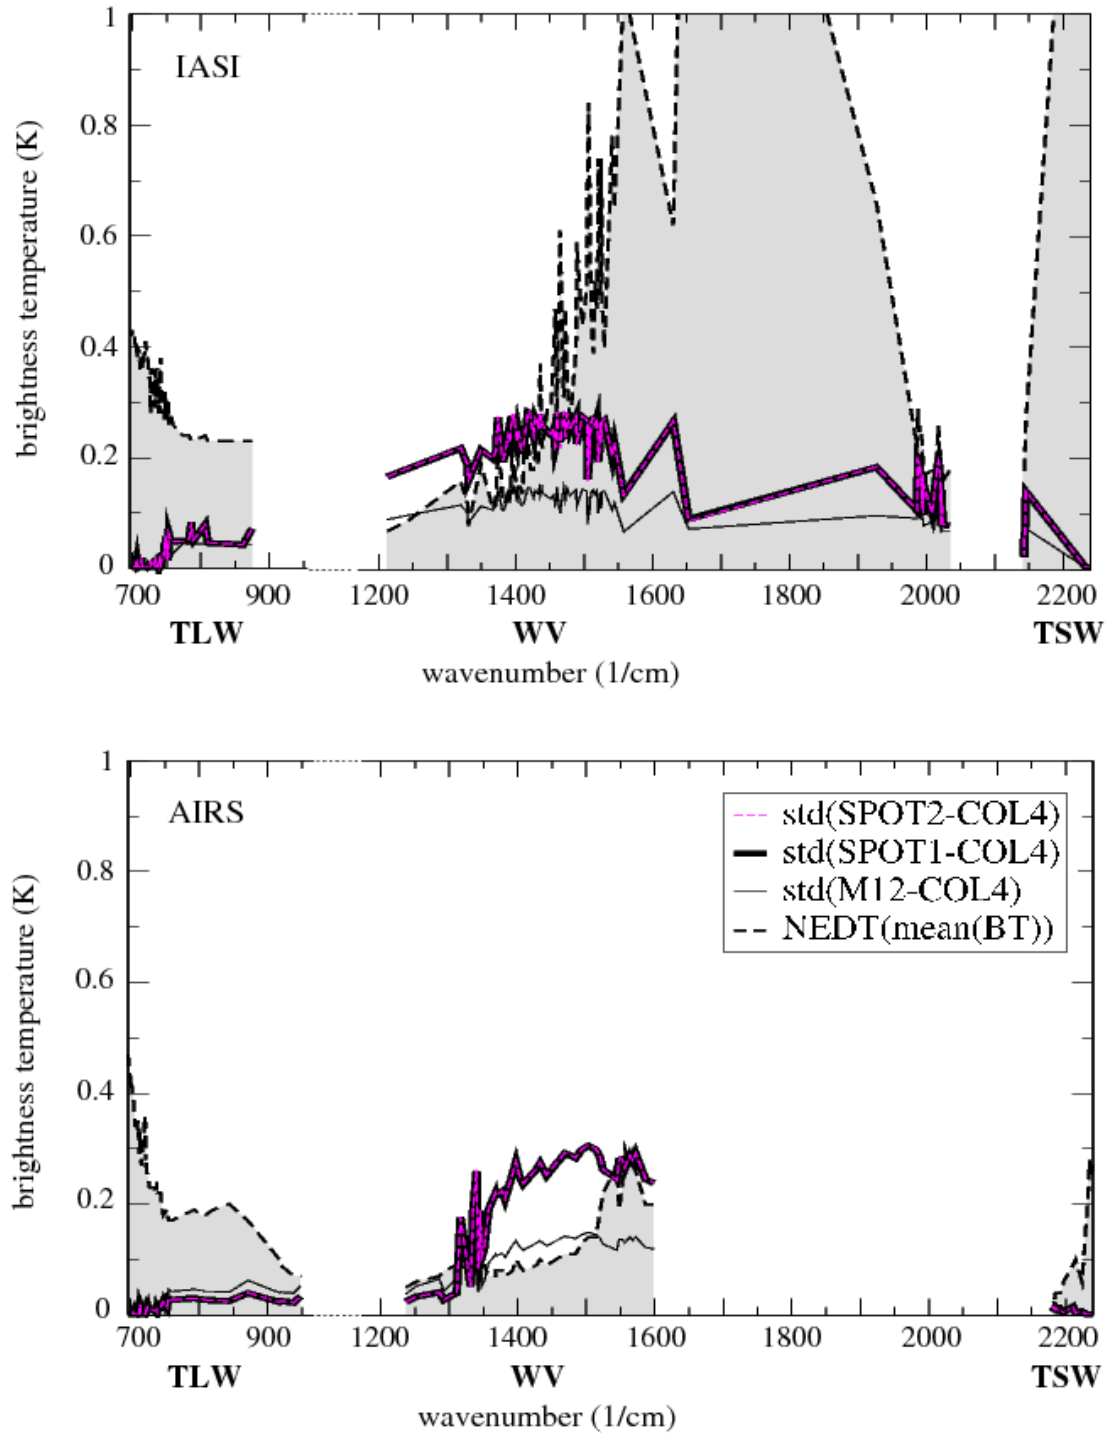 1
IASI
0.8
0.6
0.4
0.2
0
brightness temperature (K)
700 900 1200 1400 1600 1800 2000 2200
TLW WV TSW
wavenumber (1/cm)
1
AIRS
std(SPOT2-COL4)
std(SPOT1-COL4)
std(M12-COL4)
NEDT(mean(BT))
0.8
0.6
0.4
0.2
0
brightness temperature (K)
700 900 1200 1400 1600 1800 2000 2200
TLW WV TSW
wavenumber (1/cm)